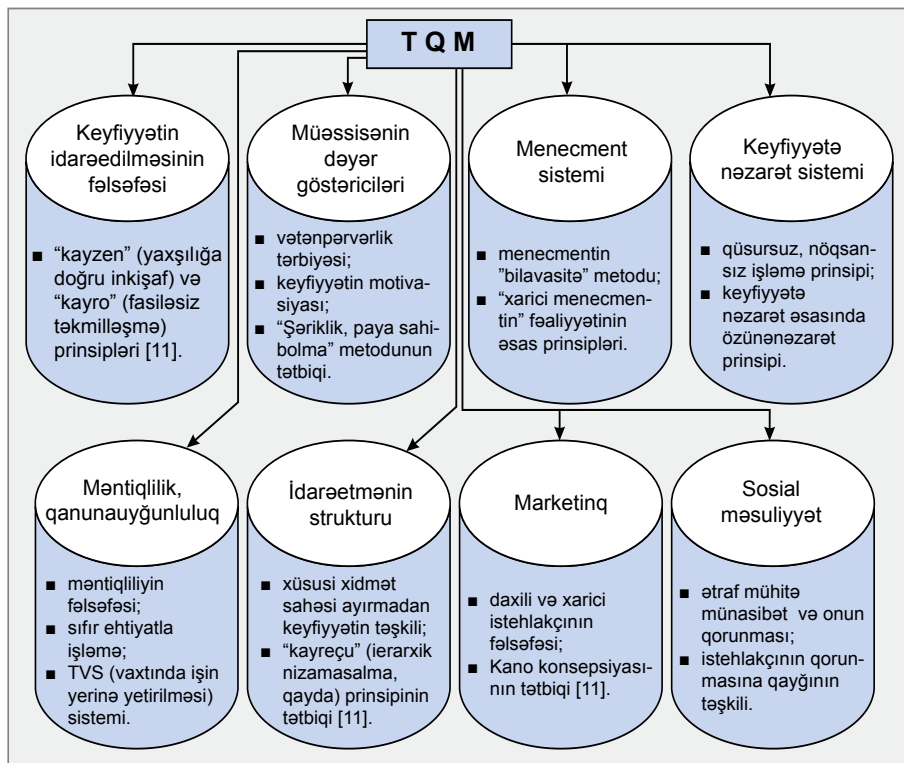 T Q M
Keyfiyyətin
idarəedilməsinin
fəlsəfəsi
■ “kayzen” (yaxşılığa
doğru inkişaf) və
“kayro” (fasiləsiz
təkmilləşmə)
prinsipləri [11].
Müəssisənin
dəyər
göstəriciləri
■ vətənpərvərlik
tərbiyəsi;
■ keyfiyyətin motiva-
siyası;
■ “Şəriklik, paya sahi-
bolma” metodunun
tətbiqi.
Menecment
sistemi
■ menecmentin
”bilavasitə” metodu;
■ “xarici menecmen-
tin” fəaliyyətinin
əsas prinsipləri.
Keyfiyyətə
nəzarət sistemi
■ qüsursuz, nöqsan-
sız işləmə prinsipi;
■ keyfiyyətə
nəzarət əsasında
özünənəzarət
prinsipi.
Məntiqlilik,
qanunauyğunluluq
■ məntiqliliyin
fəlsəfəsi;
■ sıfır ehtiyatla
işləmə;
■ TVS (vaxtında işin
yerinə yetirilməsi)
sistemi.
İdarəetmənin
strukturu
■ xüsusi xidmət
sahəsi ayırmadan
keyfiyyətin təşkili;
■ “kayreçu” (ierarxik
nizamasalma,
qayda) prinsipinin
tətbiqi [11].
Marketinq
■ daxili və xarici
istehlakçının
fəlsəfəsi;
■ Kano konsepsiyası-
nın tətbiqi [11].
Sosial
məsuliyyət
■ ətraf mühitə
münasibət və onun
qorunması;
■ istehlakçının qorun-
masına qayğının
təşkili.